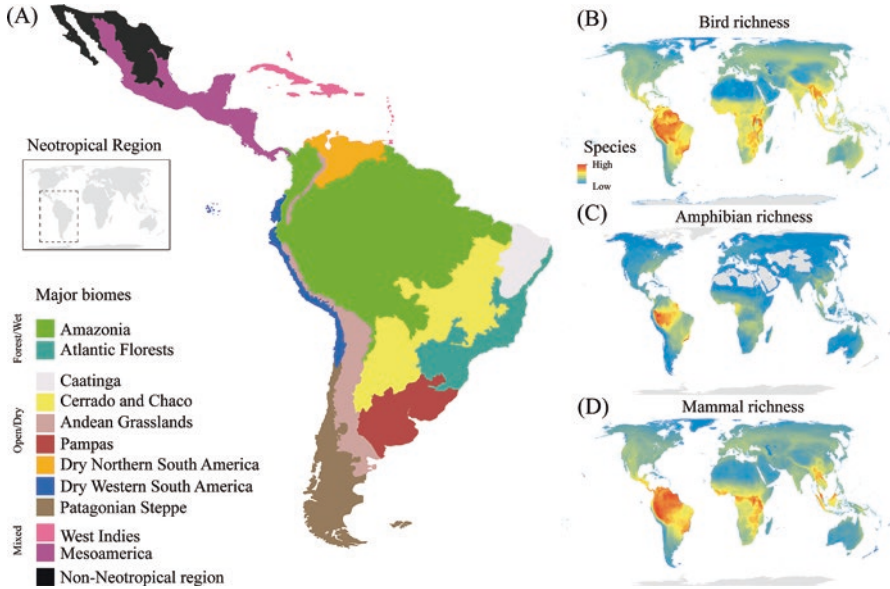 (A)
Neotropical Region
Major biomes
Forest/Wet
Amazonia
Atlantic Florests
Open/Dry
Caatinga
Cerrado and Chaco
Andean Grasslands
Pampas
Dry Northern South America
Dry Western South America
Patagonian Steppe
Mixed
West Indies
Mesoamerica
Non-Neotropical region
(B)
Bird richness
Species
High
Low
(C)
Amphibian richness
(D)
Mammal richness